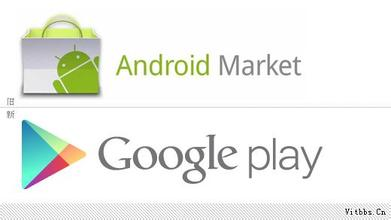 Android Market
旧
新
Google play
Vitbbs.Cn